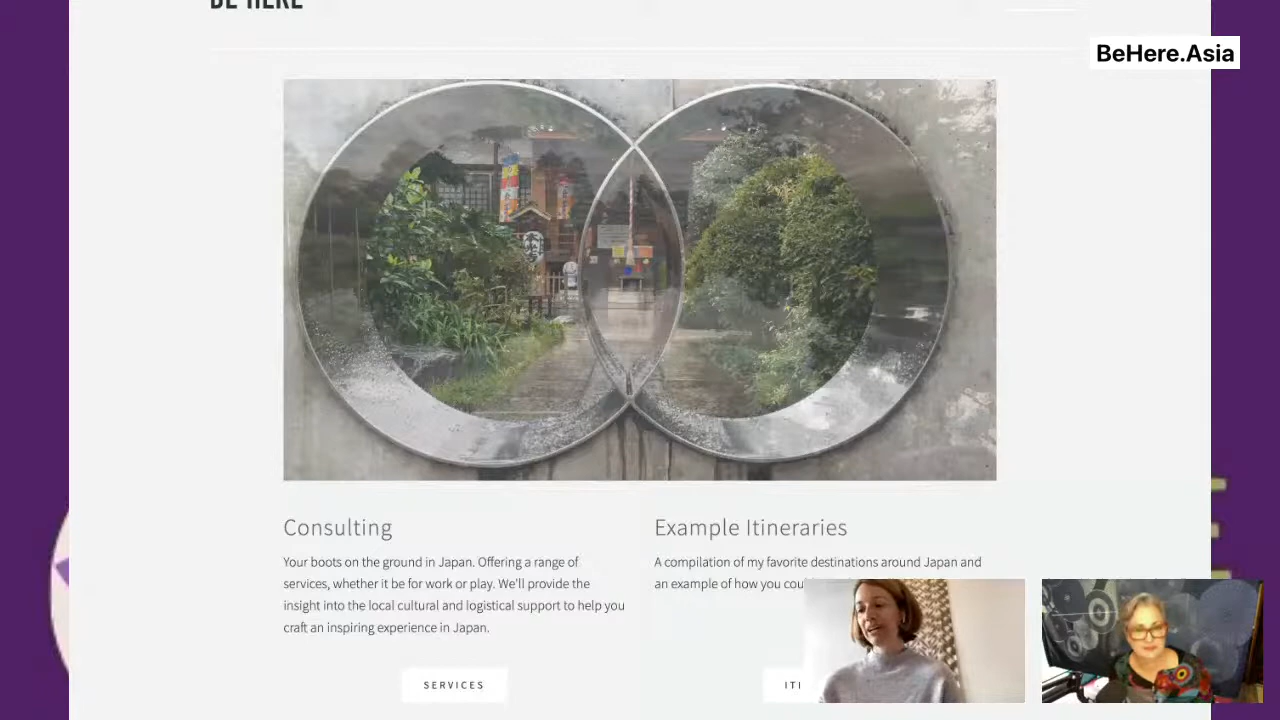 BE HERE
BeHere.Asia
Consulting
Your boots on the ground in Japan. Offering a range of
services, whether it be for work or play. We'll provide the
insight into the local cultural and logistical support to help you
craft an inspiring experience in Japan.
SERVICES
Example Itineraries
A compilation of my favorite destinations around Japan and
an example of how you
ITI